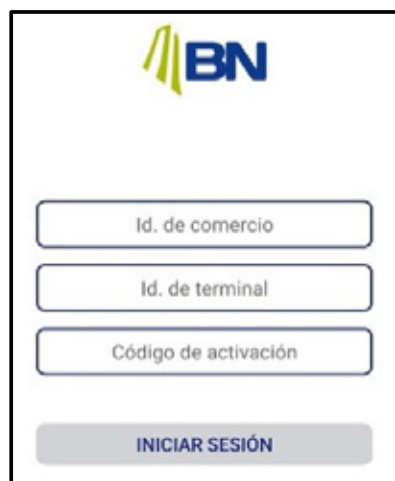 BN
Id. de comercio
Id. de terminal
Código de activación
INICIAR SESIÓN